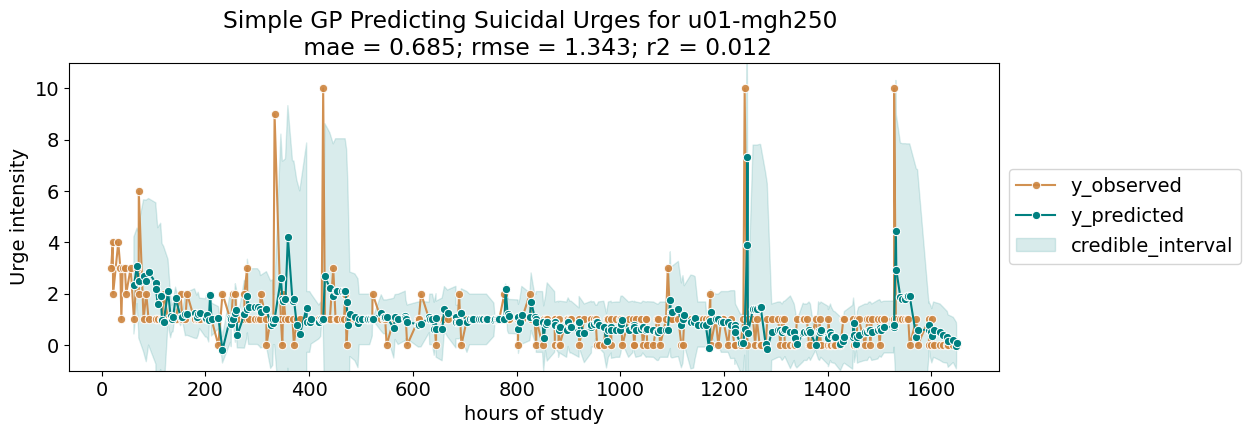 Simple GP Predicting Suicidal Urges for u01-mgh250
mae = 0.685; rmse = 1.343; r2 = 0.012
10
8
6
4
2
0
Urge intensity
0 200 400 600 800 1000 1200 1400 1600
hours of study
y_observed
y_predicted
credible_interval